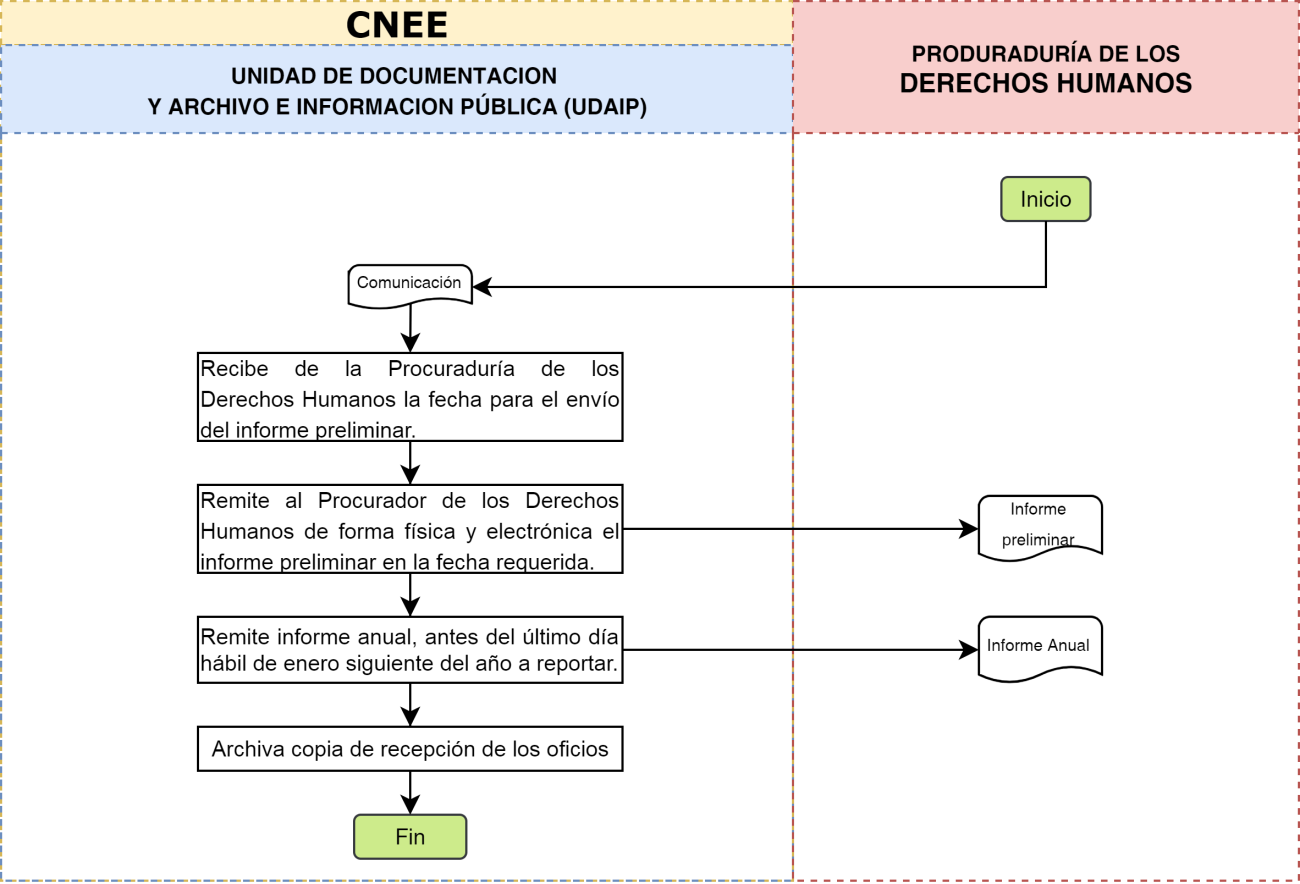 CNEE
UNIDAD DE DOCUMENTACION
Y ARCHIVO E INFORMACION PÚBLICA (UDAIP)
PRODURADURÍA DE LOS
DERECHOS HUMANOS
Inicio
Comunicación
Recibe de la Procuraduría de los
Derechos Humanos la fecha para el envío
del informe preliminar.
Remite al Procurador de los Derechos
Humanos de forma física y electrónica el
informe preliminar en la fecha requerida.
Informe
preliminar
Remite informe anual, antes del último día
hábil de enero siguiente del año a reportar.
Informe Anual
Archiva copia de recepción de los oficios
Fin